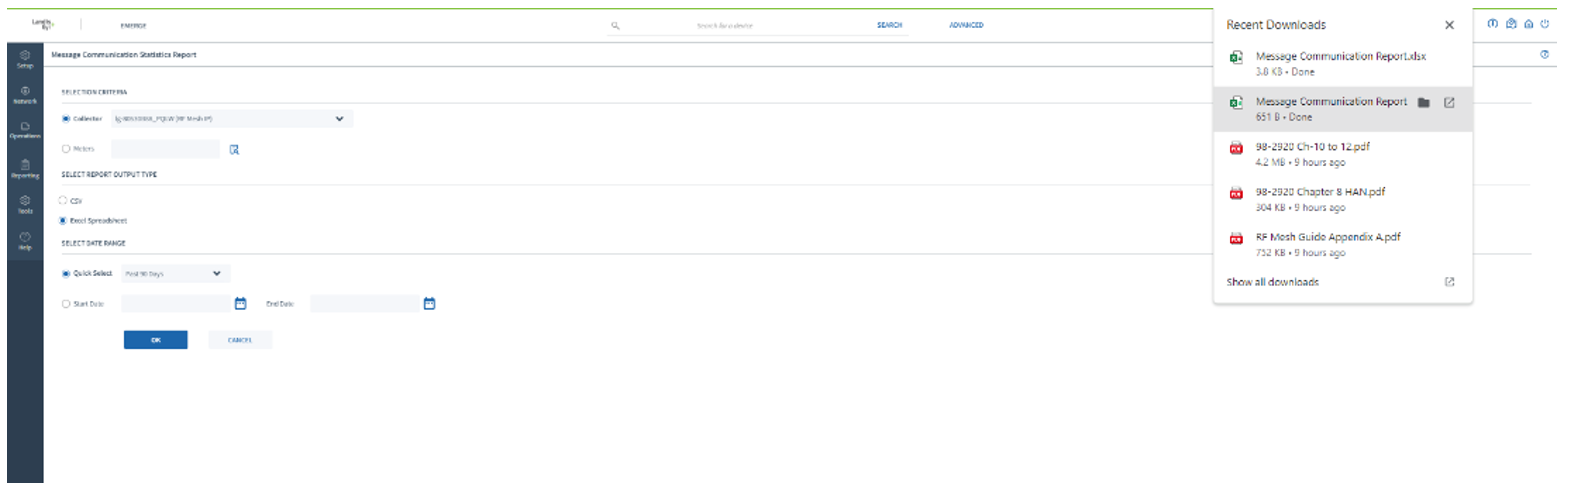 Landis
Gyr
EMERGE
Search for a device
SEARCH
ADVANCED
Message Communication Statistics Report
Setup
Network
Operations
Reporting
Tools
Help
SELECTION CRITERIA
Collector
(RF Mesh IP)
Meters
SELECT REPORT OUTPUT TYPE
CSV
Excel Spreadsheet
SELECT DATE RANGE
Quick Select
Past 90 Days
Start Date
End Date
OK
CANCEL
Recent Downloads
Message Communication Report.xlsx
3.8 KB • Done
Message Communication Report
651 B • Done
98-2920 Ch-10 to 12.pdf
4.2 MB • 9 hours ago
98-2920 Chapter 8 HAN.pdf
304 KB • 9 hours ago
RF Mesh Guide Appendix A.pdf
752 KB • 9 hours ago
Show all downloads